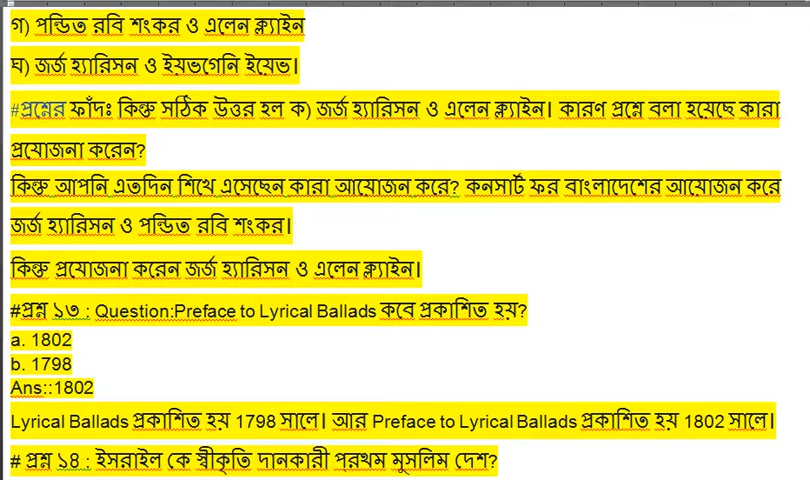 গ) পন্ডিত রবি শংকর ও এলেন ক্ল্যাইন
ঘ) জর্জ হ্যারিসন ও ইযভগেনি ইযেভ।
#প্রশ্নের ফাঁদঃ কিন্তু সঠিক উত্তর হল ক) জর্জ হ্যারিসন ও এলেন ক্ল্যাইন। কারণ প্রশ্নে বলা হযেছে কারা
প্রযোজনা করেন?
কিন্তু আপনি এতদিন শিখে এসেছেন কারা আযোজন করে? কনসার্ট ফর বাংলাদেশের আযোজন করে
জর্জ হ্যারিসন ও পন্ডিত রবি শংকর।
কিন্তু প্রযোজনা করেন জর্জ হ্যারিসন ও এলেন ক্ল্যাইন।
#প্রশ্ন ১৩ : Question:Preface to Lyrical Ballads কবে প্রকাশিত হয়?
a. 1802
b. 1798
Ans::1802
Lyrical Ballads প্রকাশিত হয় 1798 সালে। আর Preface to Lyrical Ballads প্রকাশিত হয় 1802 সালে।
# প্রশ্ন ১৪ : ইসরাইল কে স্বীকৃতি দানকারী প্রথম মুসলিম দেশ?